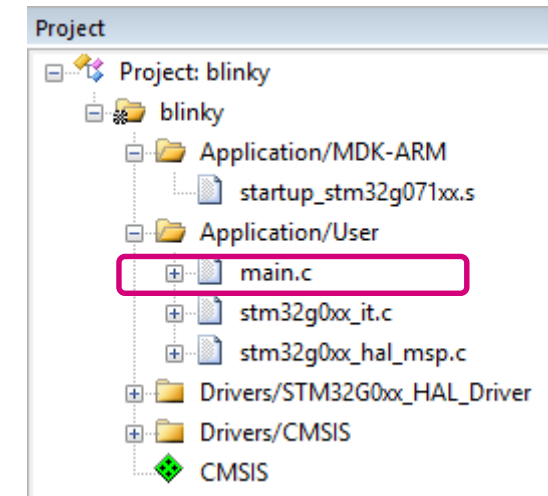 Project
Project: blinky
blinky
Application/MDK-ARM
startup_stm32g071xx.s
Application/User
main.c
stm32g0xx_it.c
stm32g0xx_hal_msp.c
Drivers/STM32G0xx_HAL_Driver
Drivers/CMSIS
CMSIS